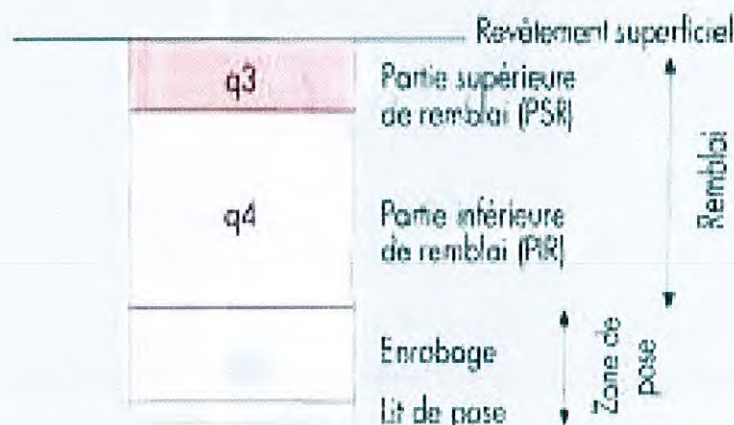 Revêtement superficiel
q3
Partie supérieure
de remblai (PSR)
Remblai
q4
Partie inférieure
de remblai (PIR)
Enrobage
Zone de
pose
Lit de pose